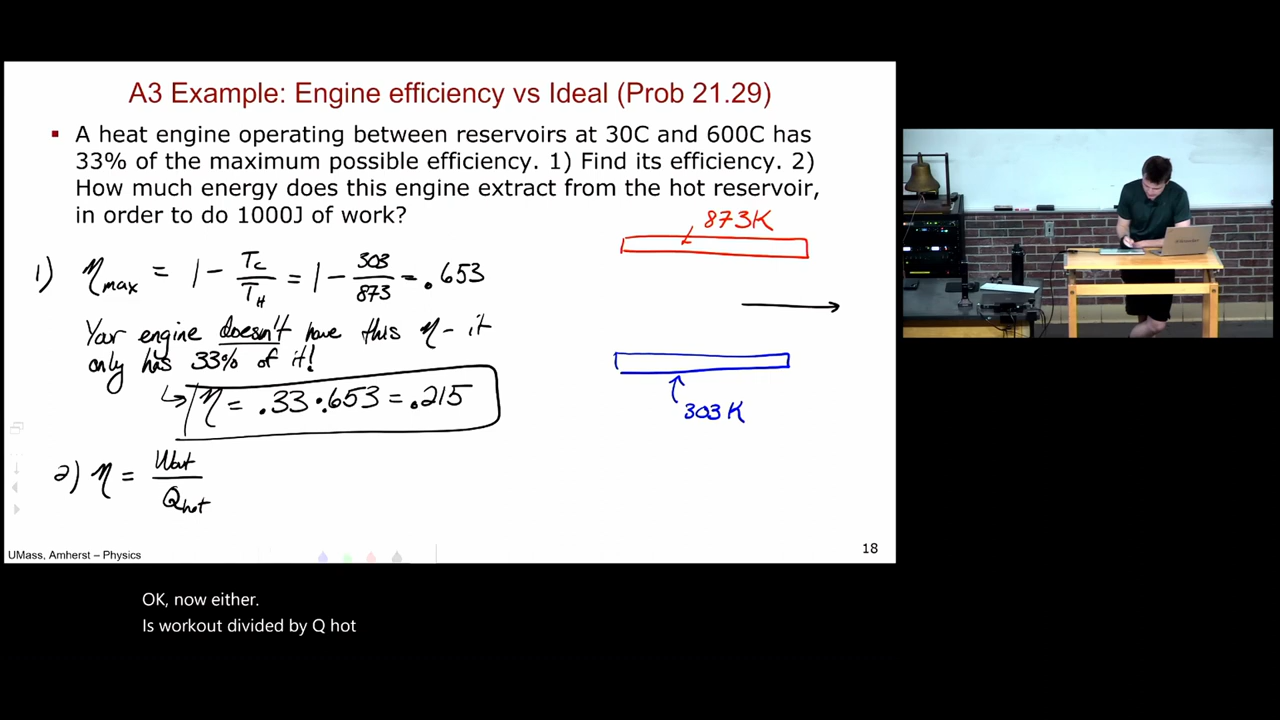 A3 Example: Engine efficiency vs Ideal (Prob 21.29)
▪ A heat engine operating between reservoirs at 30C and 600C has
33% of the maximum possible efficiency. 1) Find its efficiency. 2)
How much energy does this engine extract from the hot reservoir,
in order to do 1000J of work?
873K
1) η_max = 1 - T_C/T_H = 1 - 303/873 = .653
Your engine doesn't have this η - it
only has 33% of it!
↳ η = .33 · .653 = .215
303K
2) η = W_out/Q_hot
UMass, Amherst – Physics
18
OK, now either.
Is workout divided by Q hot